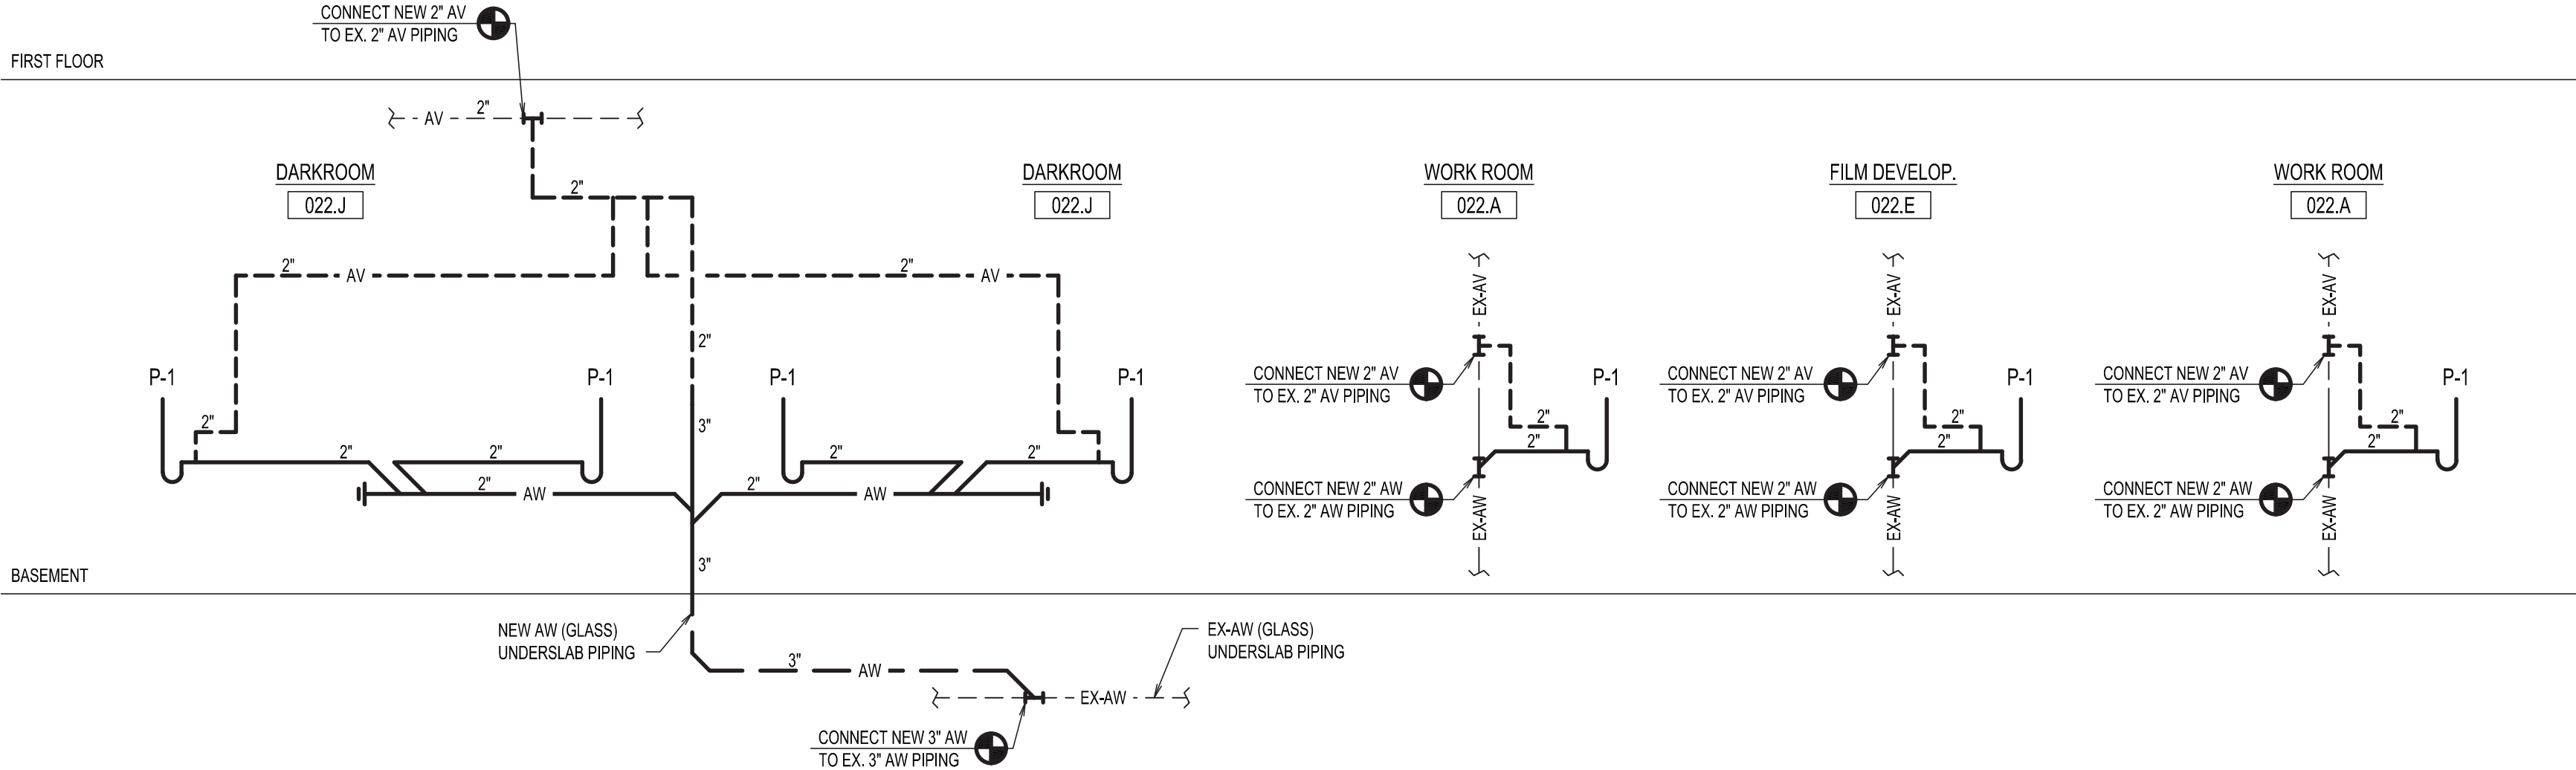 CONNECT NEW 2" AV
TO EX. 2" AV PIPING
FIRST FLOOR
AV 2"
DARKROOM
022.J
2"
DARKROOM
022.J
WORK ROOM
022.A
FILM DEVELOP.
022.E
WORK ROOM
022.A
2" AV
2" AV
EX-AV
EX-AV
EX-AV
2"
P-1
P-1
P-1
P-1
CONNECT NEW 2" AV
TO EX. 2" AV PIPING
P-1
CONNECT NEW 2" AV
TO EX. 2" AV PIPING
P-1
CONNECT NEW 2" AV
TO EX. 2" AV PIPING
P-1
2"
3"
2"
2"
2"
2"
2"
2"
2"
2"
2"
2"
2"
2" AW
2" AW
CONNECT NEW 2" AW
TO EX. 2" AW PIPING
EX-AW
CONNECT NEW 2" AW
TO EX. 2" AW PIPING
EX-AW
CONNECT NEW 2" AW
TO EX. 2" AW PIPING
EX-AW
3"
BASEMENT
NEW AW (GLASS)
UNDERSLAB PIPING
EX-AW (GLASS)
UNDERSLAB PIPING
3" AW
EX-AW
CONNECT NEW 3" AW
TO EX. 3" AW PIPING